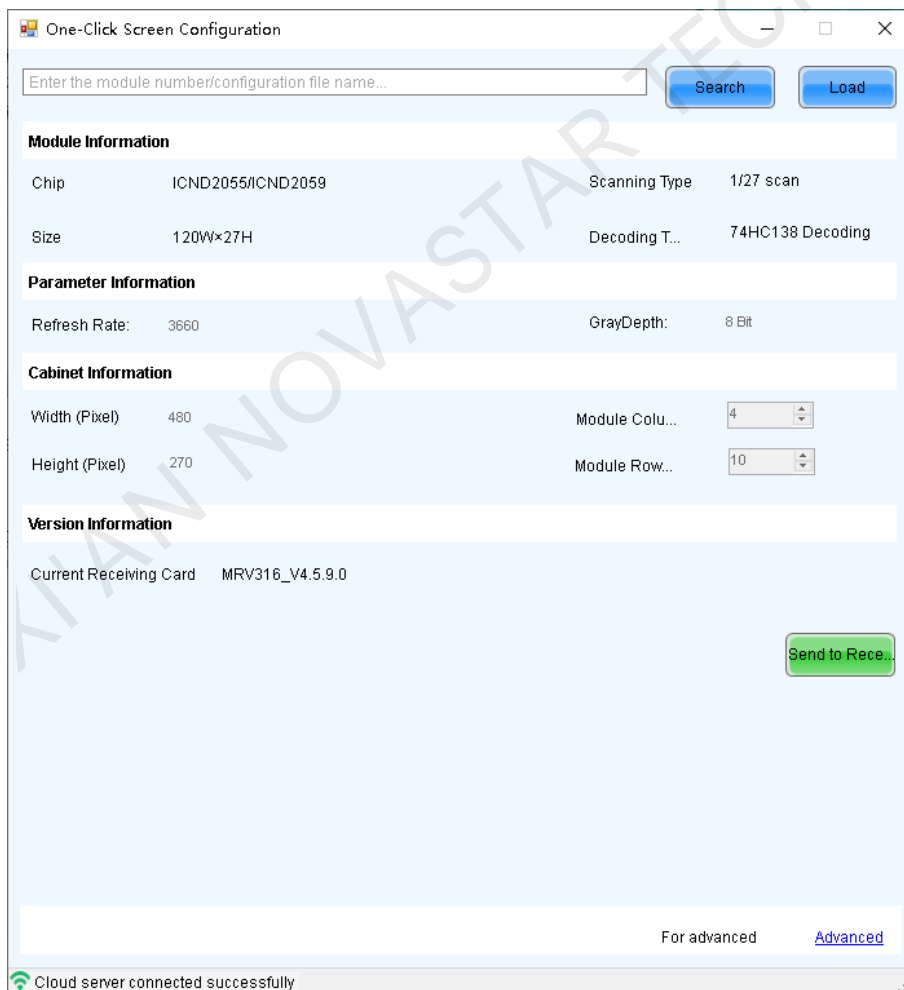 One-Click Screen Configuration
Enter the module number/configuration file name...
Search
Load
Module Information
Chip ICND2055/ICND2059 Scanning Type 1/27 scan
Size 120W×27H Decoding T... 74HC138 Decoding
Parameter Information
Refresh Rate: 3660 GrayDepth: 8 Bit
Cabinet Information
Width (Pixel) 480 Module Colu... 4
Height (Pixel) 270 Module Row... 10
Version Information
Current Receiving Card MRV316_V4.5.9.0
Send to Rece...
For advanced Advanced
Cloud server connected successfully
XI'AN NOVASTAR TECH